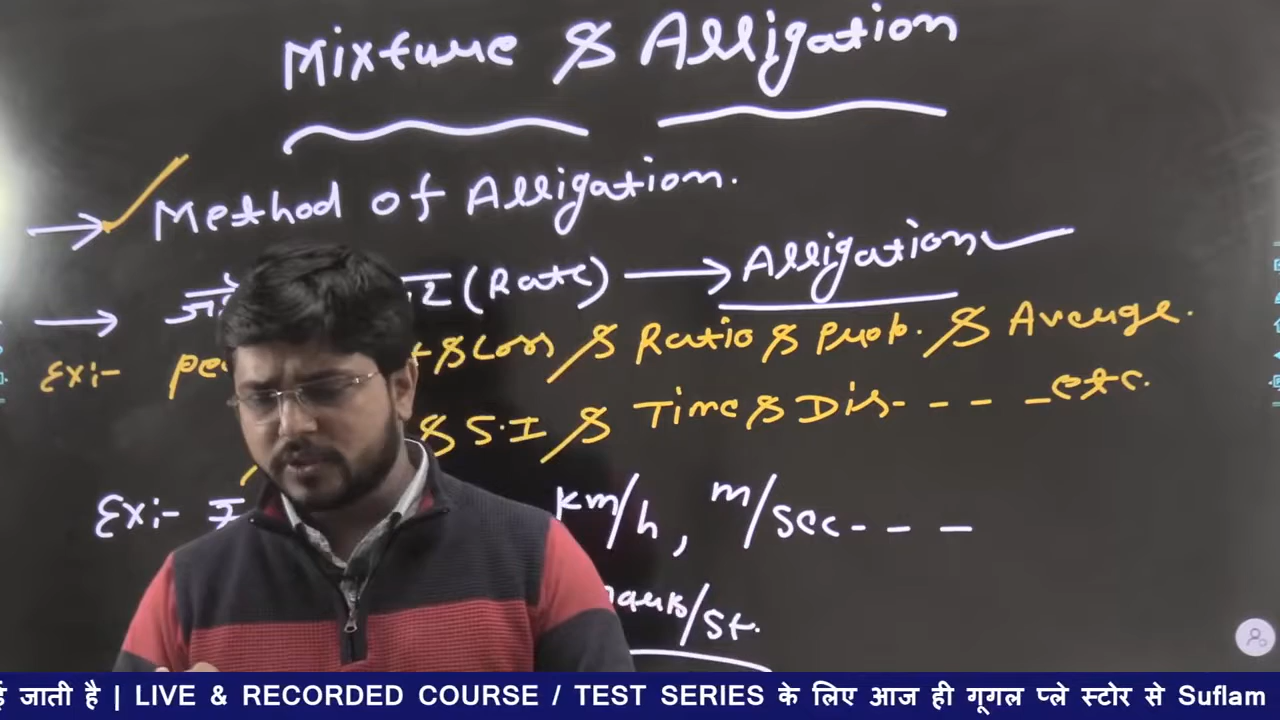 Mixture & Alligation
→ Method of Alligation.
→ (Rate) → Alligation
Ex:- & Loss & Ratio & Prob. & Average.
& S.I & Time & Dis- - - - etc.
Ex:- km/h, m/sec - - -
marks/St.
जाती है | LIVE & RECORDED COURSE / TEST SERIES के लिए आज ही गूगल प्ले स्टोर से Suflam